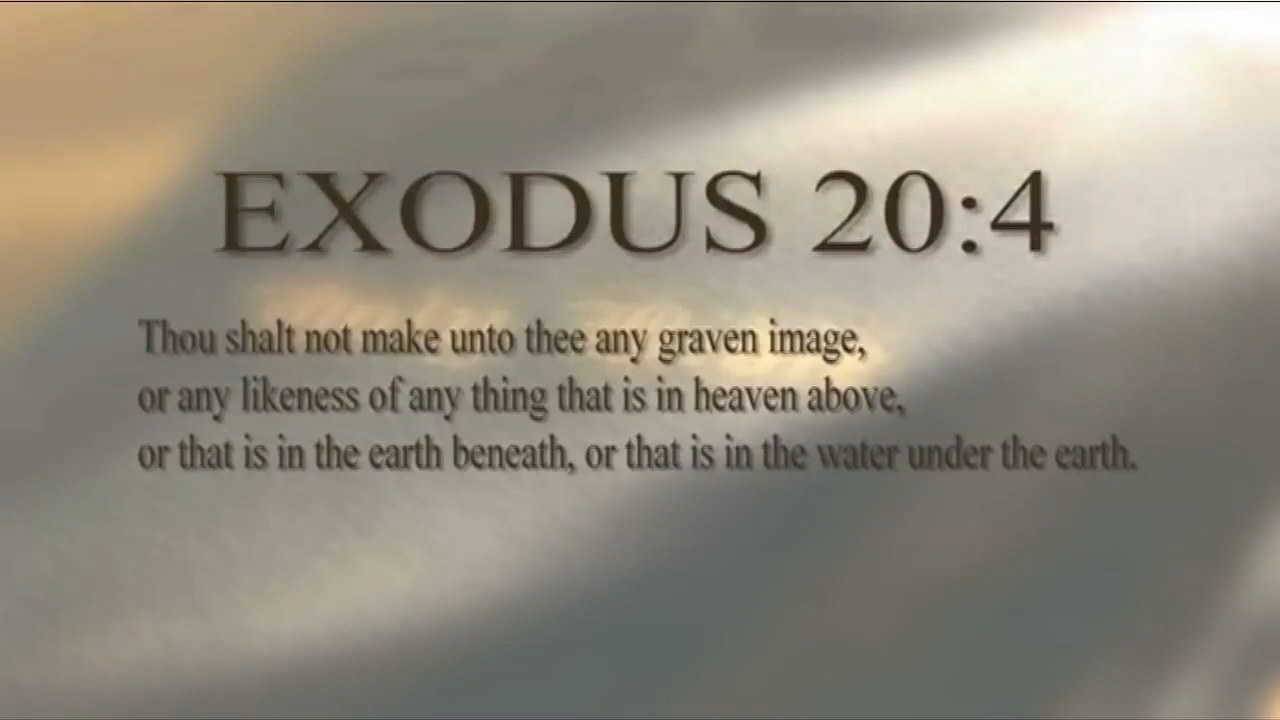 EXODUS 20:4
Thou shalt not make unto thee any graven image,
or any likeness of any thing that is in heaven above,
or that is in the earth beneath, or that is in the water under the earth.